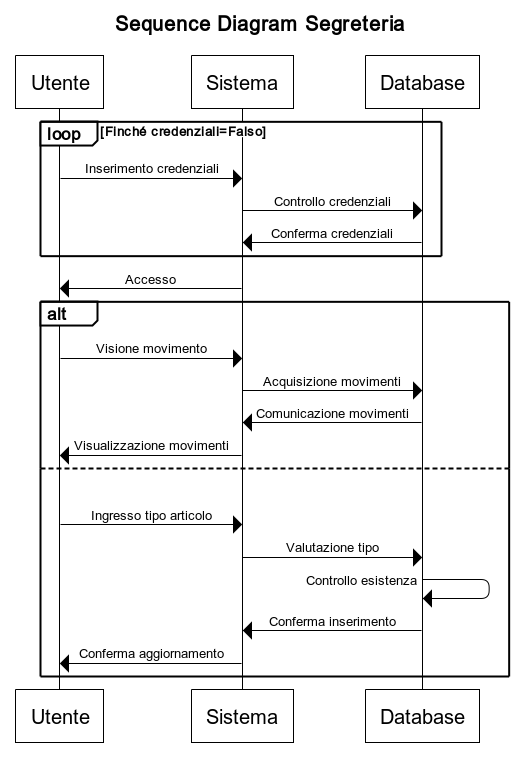 Sequence Diagram Segreteria
Utente
Sistema
Database
loop
[Finché credenziali=Falso]
Inserimento credenziali
Controllo credenziali
Conferma credenziali
Accesso
alt
Visione movimento
Acquisizione movimenti
Comunicazione movimenti
Visualizzazione movimenti
Ingresso tipo articolo
Valutazione tipo
Controllo esistenza
Conferma inserimento
Conferma aggiornamento
Utente
Sistema
Database